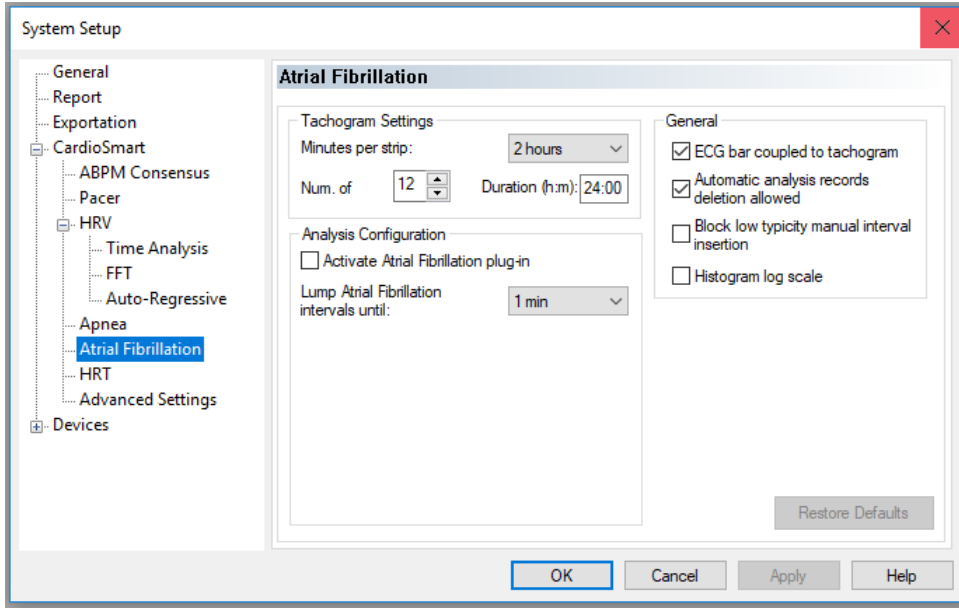 System Setup
General
Report
Exportation
CardioSmart
ABPM Consensus
Pacer
HRV
Time Analysis
FFT
Auto-Regressive
Apnea
Atrial Fibrillation
HRT
Advanced Settings
Devices
Atrial Fibrillation
Tachogram Settings
Minutes per strip: 2 hours
Num. of 12 Duration (h:m): 24:00
Analysis Configuration
Activate Atrial Fibrillation plug-in
Lump Atrial Fibrillation
intervals until: 1 min
General
ECG bar coupled to tachogram
Automatic analysis records
deletion allowed
Block low typicity manual interval
insertion
Histogram log scale
Restore Defaults
OK Cancel Apply Help